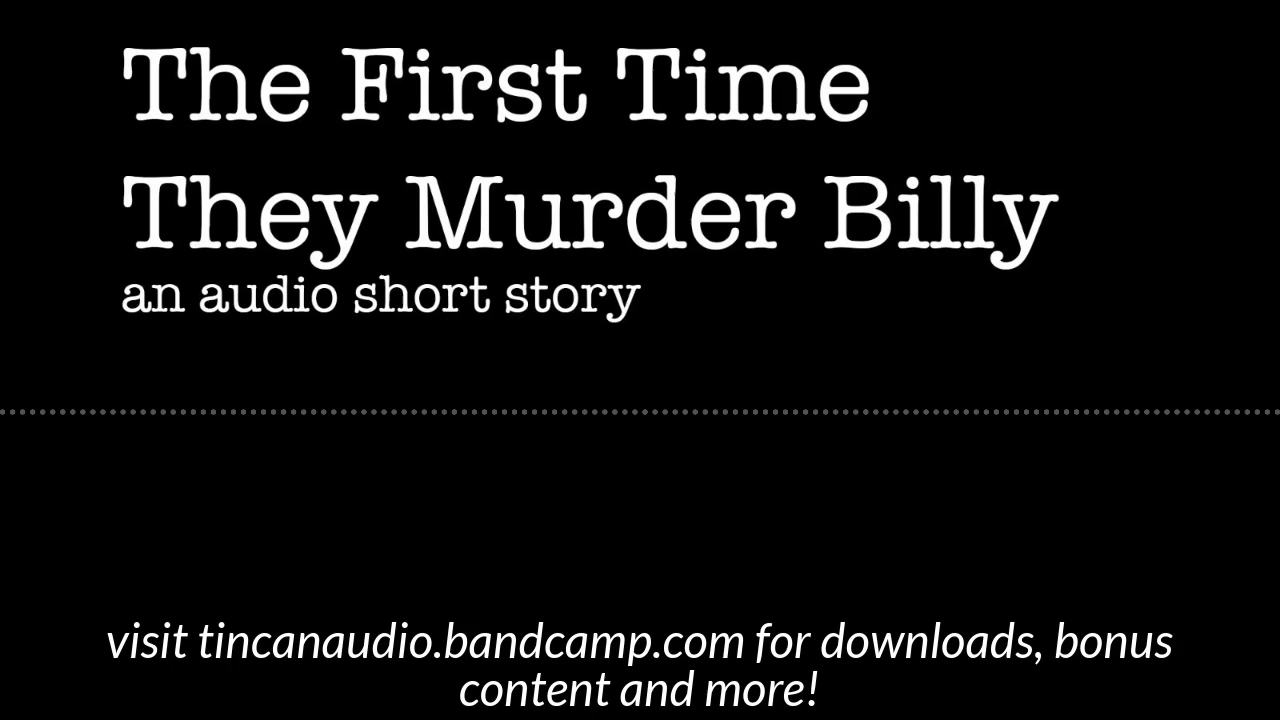 The First Time
They Murder Billy
an audio short story
visit tincanaudio.bandcamp.com for downloads, bonus
content and more!